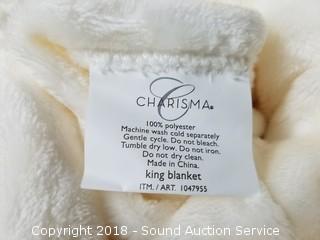 C
CHARISMA®
100% polyester
Machine wash cold separately
Gentle cycle. Do not bleach.
Tumble dry low. Do not iron.
Do not dry clean.
Made in China.
king blanket
ITM./ ART. 1047955
Copyright 2018 - Sound Auction Service